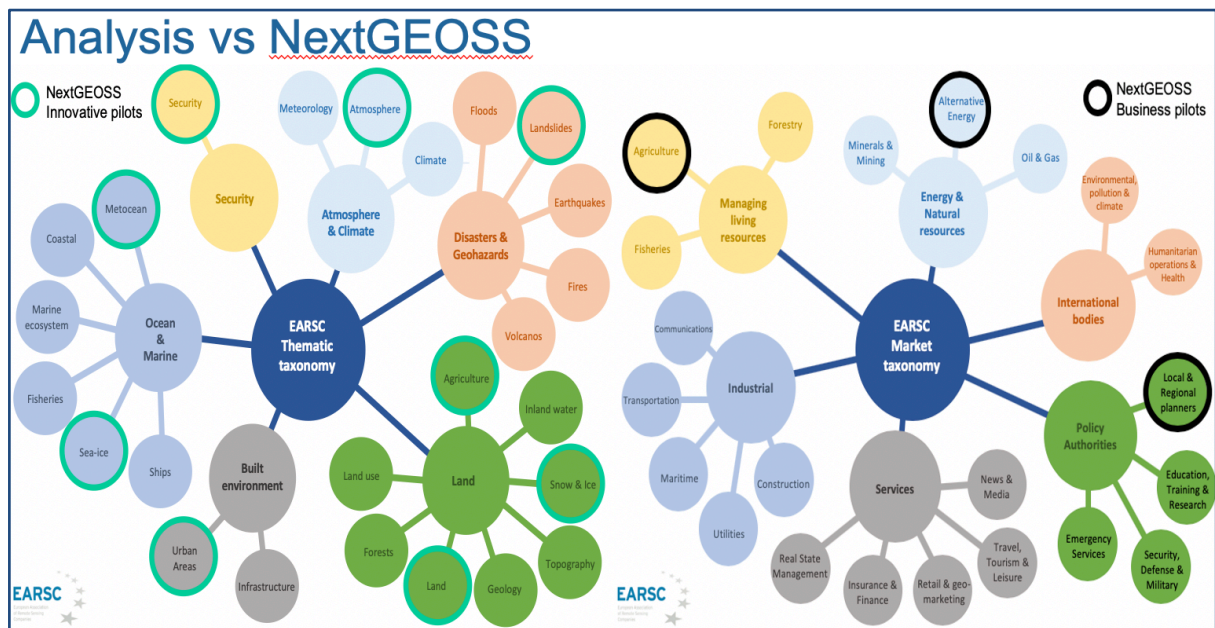 Analysis vs NextGEOSS
NextGEOSS
Innovative pilots
Security
Security
Meteorology
Atmosphere
Climate
Atmosphere
& Climate
Floods
Landslides
Earthquakes
Fires
Volcanos
Disasters &
Geohazards
Metocean
Coastal
Marine
ecosystem
Fisheries
Sea-ice
Ships
Ocean
&
Marine
EARSC
Thematic
taxonomy
Built
environment
Urban
Areas
Infrastructure
Agriculture
Inland water
Snow & Ice
Topography
Geology
Land
Forests
Land use
Land
EARSC
NextGEOSS
Business pilots
Agriculture
Forestry
Fisheries
Managing
living
resources
Minerals &
Mining
Alternative
Energy
Oil & Gas
Energy &
Natural
resources
Environmental,
pollution &
climate
Humanitarian
operations &
Health
International
bodies
EARSC
Market
taxonomy
Communications
Transportation
Maritime
Utilities
Construction
Industrial
Local &
Regional
planners
Policy
Authorities
Education,
Training &
Research
Security,
Defense &
Military
Emergency
Services
Services
News &
Media
Travel,
Tourism &
Leisure
Retail & geo-
marketing
Insurance &
Finance
Real State
Management
EARSC